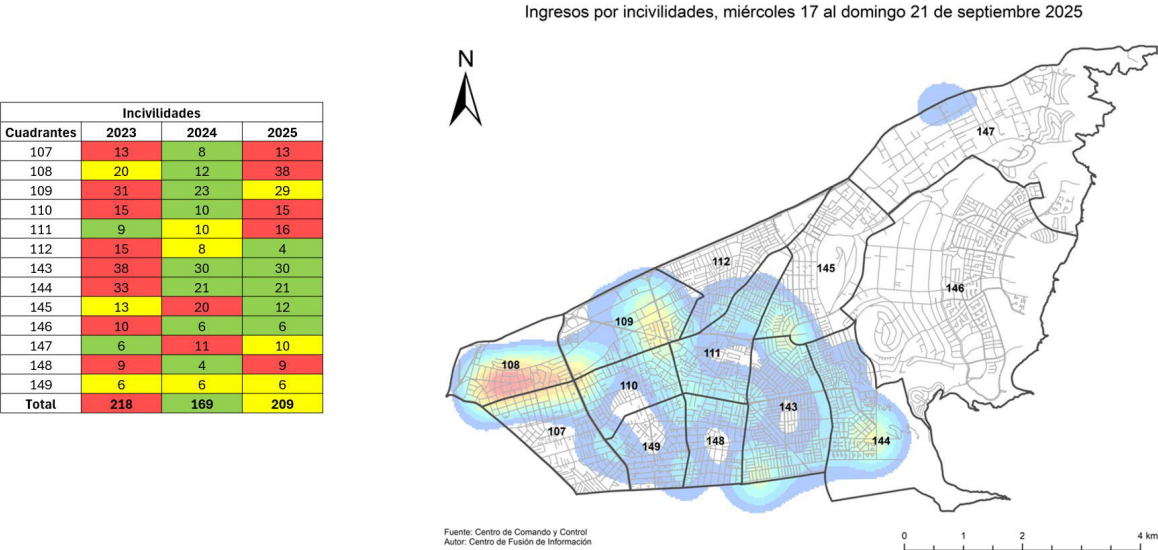 Ingresos por incivilidades, miércoles 17 al domingo 21 de septiembre 2025
Incivilidades
Cuadrantes 2023 2024 2025
107 13 8 13
108 20 12 38
109 31 23 29
110 15 10 15
111 9 10 16
112 15 8 4
143 38 30 30
144 33 21 21
145 13 20 12
146 10 6 6
147 6 11 10
148 9 4 9
149 6 6 6
Total 218 169 209
N
147
112
145
146
109
111
108
110
143
107
149
148
144
Fuente: Centro de Comando y Control
Autor: Centro de Fusión de Información
0 1 2 4 km